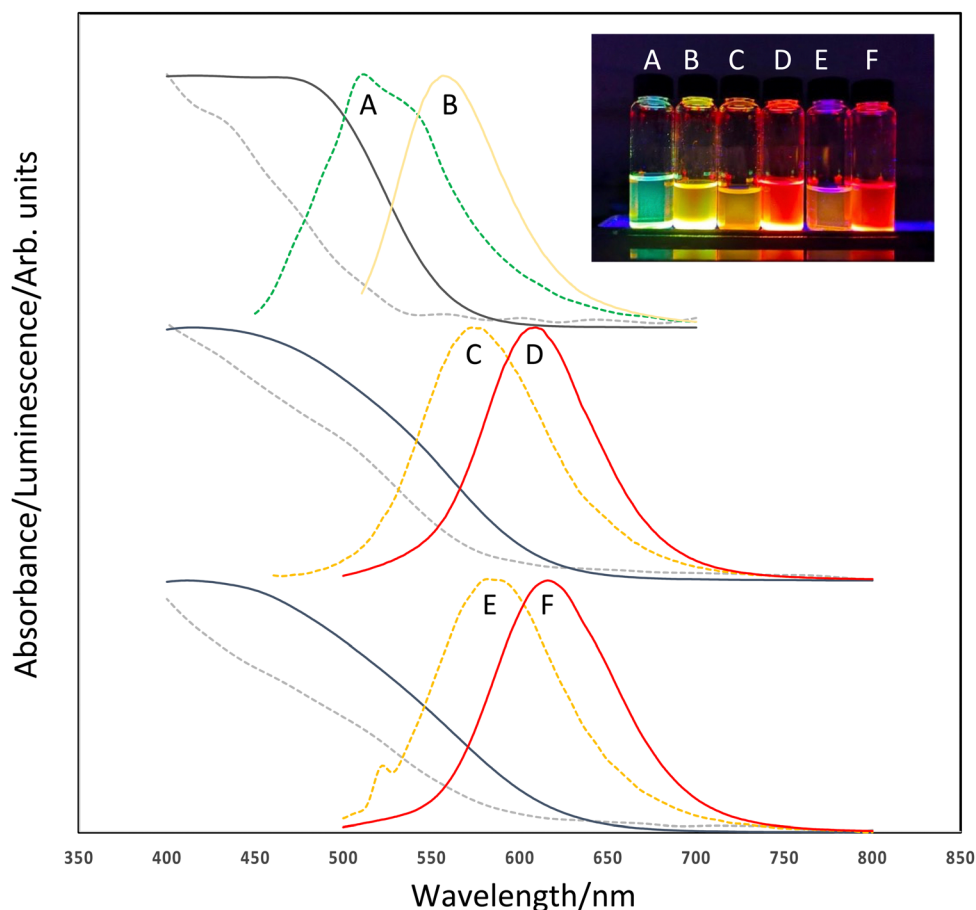 A B C D E F
A
B
C
D
E
F
Absorbance/Luminescence/Arb. units
350 400 450 500 550 600 650 700 750 800 850
Wavelength/nm